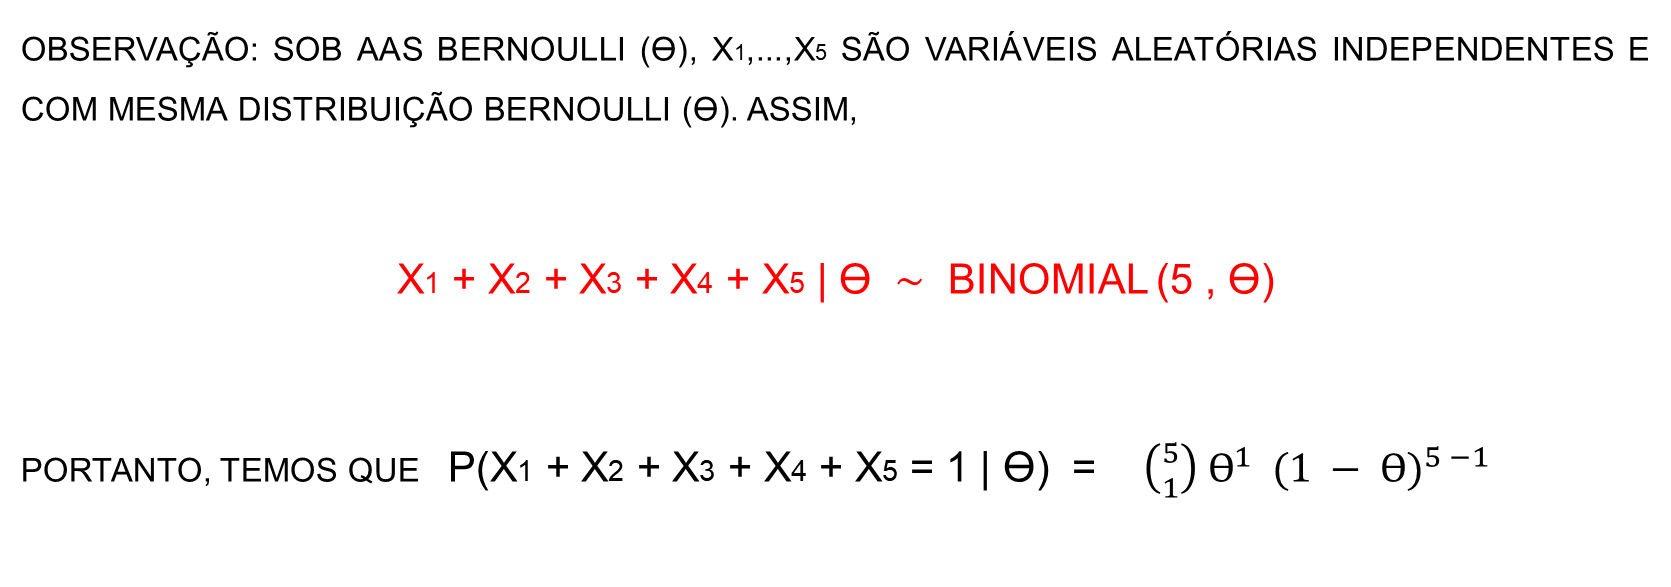 OBSERVAÇÃO: SOB AAS BERNOULLI (Ɵ), X1,...,X5 SÃO VARIÁVEIS ALEATÓRIAS INDEPENDENTES E
COM MESMA DISTRIBUIÇÃO BERNOULLI (Ɵ). ASSIM,
X1 + X2 + X3 + X4 + X5 | Ɵ ~ BINOMIAL (5 , Ɵ)
PORTANTO, TEMOS QUE P(X1 + X2 + X3 + X4 + X5 = 1 | Ɵ) = (5 1) Ɵ^1 (1 − Ɵ)^5 −1